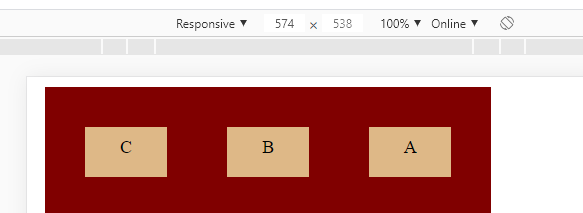 Responsive ▼ 574 × 538 100% ▼ Online ▼
C B A